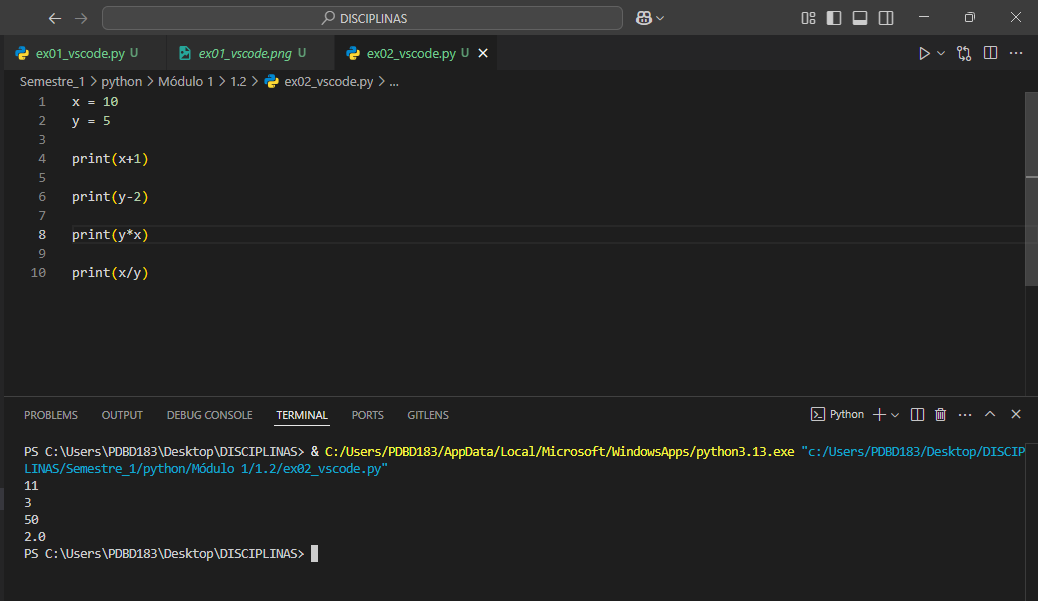 DISCIPLINAS
ex01_vscode.py U
ex01_vscode.png U
ex02_vscode.py U
Semestre_1 > python > Módulo 1 > 1.2 > ex02_vscode.py > ...
1 x = 10
2 y = 5
3
4 print(x+1)
5
6 print(y-2)
7
8 print(y*x)
9
10 print(x/y)
PROBLEMS OUTPUT DEBUG CONSOLE TERMINAL PORTS GITLENS
Python
PS C:\Users\PDBD183\Desktop\DISCIPLINAS> & C:/Users/PDBD183/AppData/Local/Microsoft/WindowsApps/python3.13.exe "c:/Users/PDBD183/Desktop/DISCIP
LINAS/Semestre_1/python/Módulo 1/1.2/ex02_vscode.py"
11
3
50
2.0
PS C:\Users\PDBD183\Desktop\DISCIPLINAS>